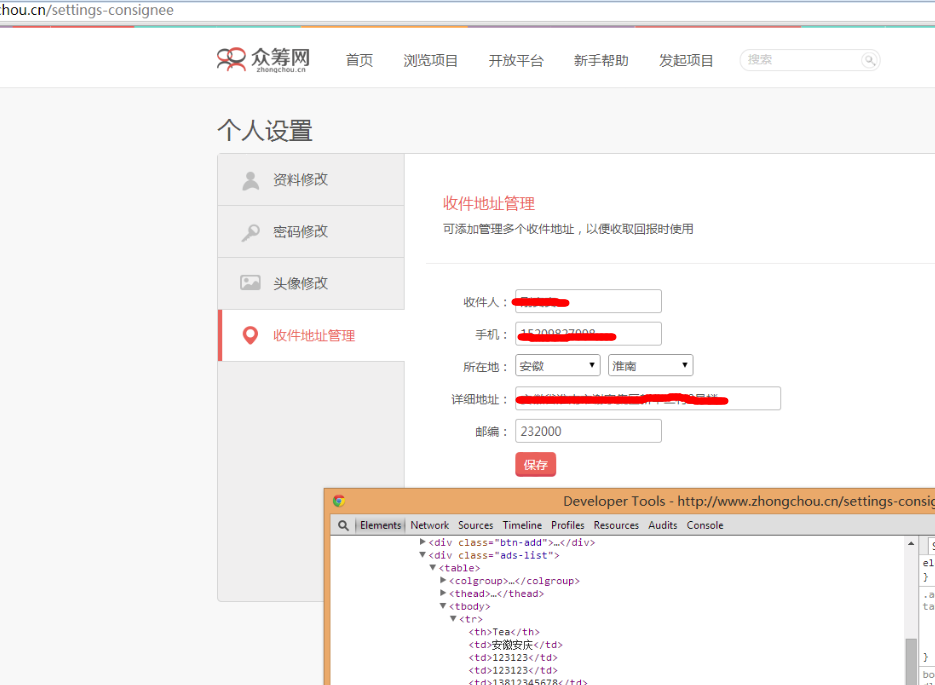 zhou.cn/settings-consignee
众筹网
zhongchou.cn
首页 浏览项目 开放平台 新手帮助 发起项目 搜索
个人设置
资料修改
密码修改
头像修改
收件地址管理
收件地址管理
可添加管理多个收件地址，以便收取回报时使用
收件人：
手机：
所在地： 安徽 淮南
详细地址：
邮编： 232000
保存
Developer Tools - http://www.zhongchou.cn/settings-consig
Elements Network Sources Timeline Profiles Resources Audits Console
<div class="btn-add">…</div>
<div class="ads-list">
<table>
<colgroup>…</colgroup>
<thead>…</thead>
<tbody>
<tr>
<th>Tea</th>
<td>安徽安庆</td>
<td>123123</td>
<td>123123</td>
<td>13812345678</td>
el
}
.a
ta
}
bo